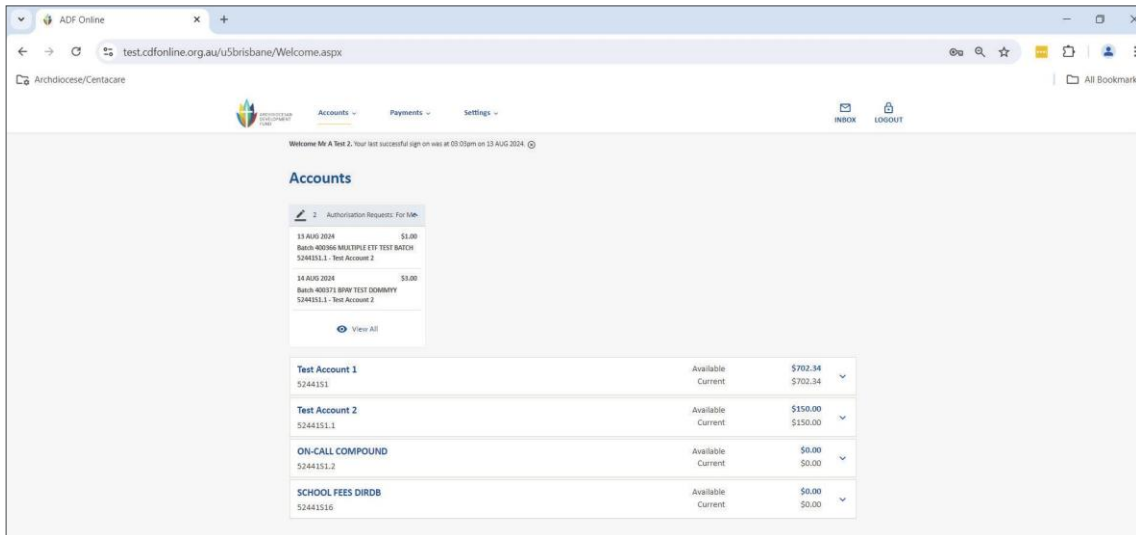 ADF Online
test.cdfonline.org.au/u5brisbane/Welcome.aspx
Archdiocese/Centacare
All Bookmark
ARCHDIOCESAN
DEVELOPMENT
FUND
Accounts
Payments
Settings
INBOX
LOGOUT
Welcome Mr A Test 2. Your last successful sign on was at 03:03pm on 13 AUG 2024.
Accounts
2 Authorisation Requests: For Me
13 AUG 2024 $1.00
Batch 400366 MULTIPLE ETF TEST BATCH
5244151.1 - Test Account 2
14 AUG 2024 $3.00
Batch 400371 BPAY TEST DOMMYY
5244151.1 - Test Account 2
View All
Test Account 1 Available $702.34
5244151 Current $702.34
Test Account 2 Available $150.00
5244151.1 Current $150.00
ON-CALL COMPOUND Available $0.00
5244151.2 Current $0.00
SCHOOL FEES DIRDB Available $0.00
52441516 Current $0.00